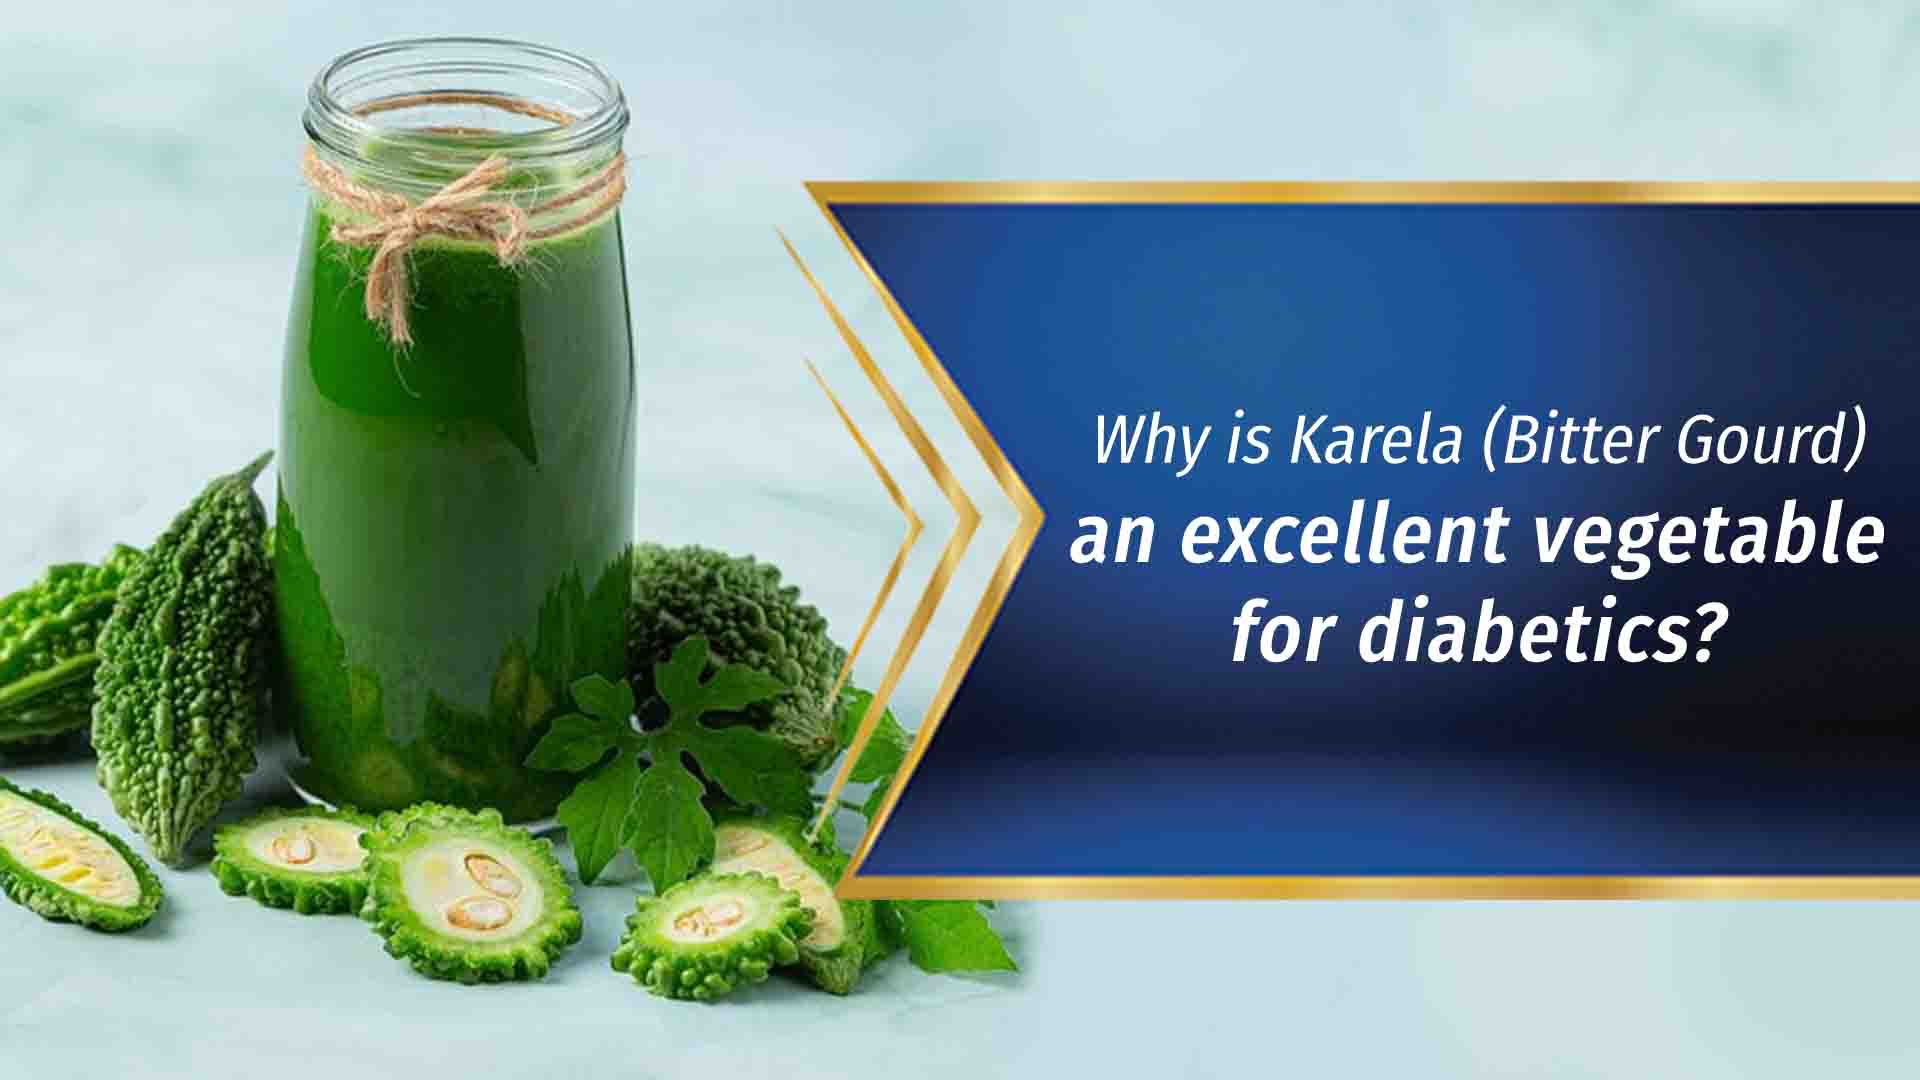 Why is Karela (Bitter Gourd)
an excellent vegetable
for diabetics?